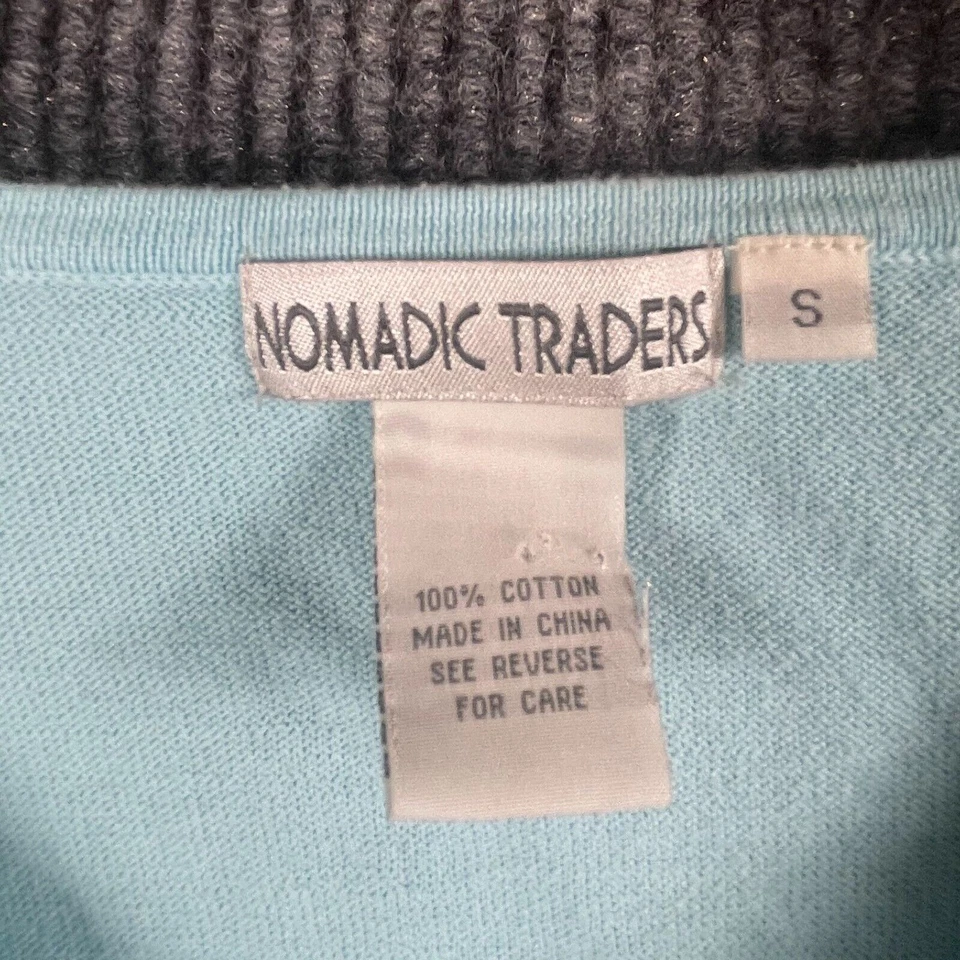 NOMADIC TRADERS
S
100% COTTON
MADE IN CHINA
SEE REVERSE
FOR CARE